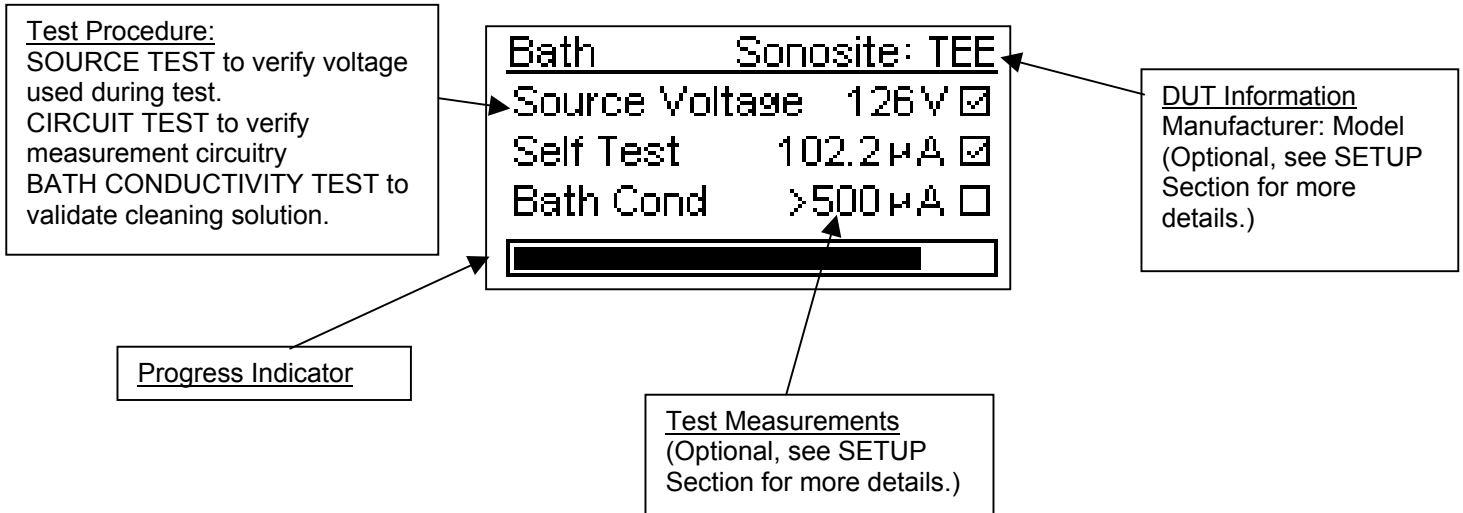 Test Procedure:
SOURCE TEST to verify voltage
used during test.
CIRCUIT TEST to verify
measurement circuitry
BATH CONDUCTIVITY TEST to
validate cleaning solution.
Bath Sonosite: TEE
Source Voltage 126V ☑
Self Test 102.2µA ☑
Bath Cond >500µA ☐
DUT Information
Manufacturer: Model
(Optional, see SETUP
Section for more
details.)
Progress Indicator
Test Measurements
(Optional, see SETUP
Section for more details.)